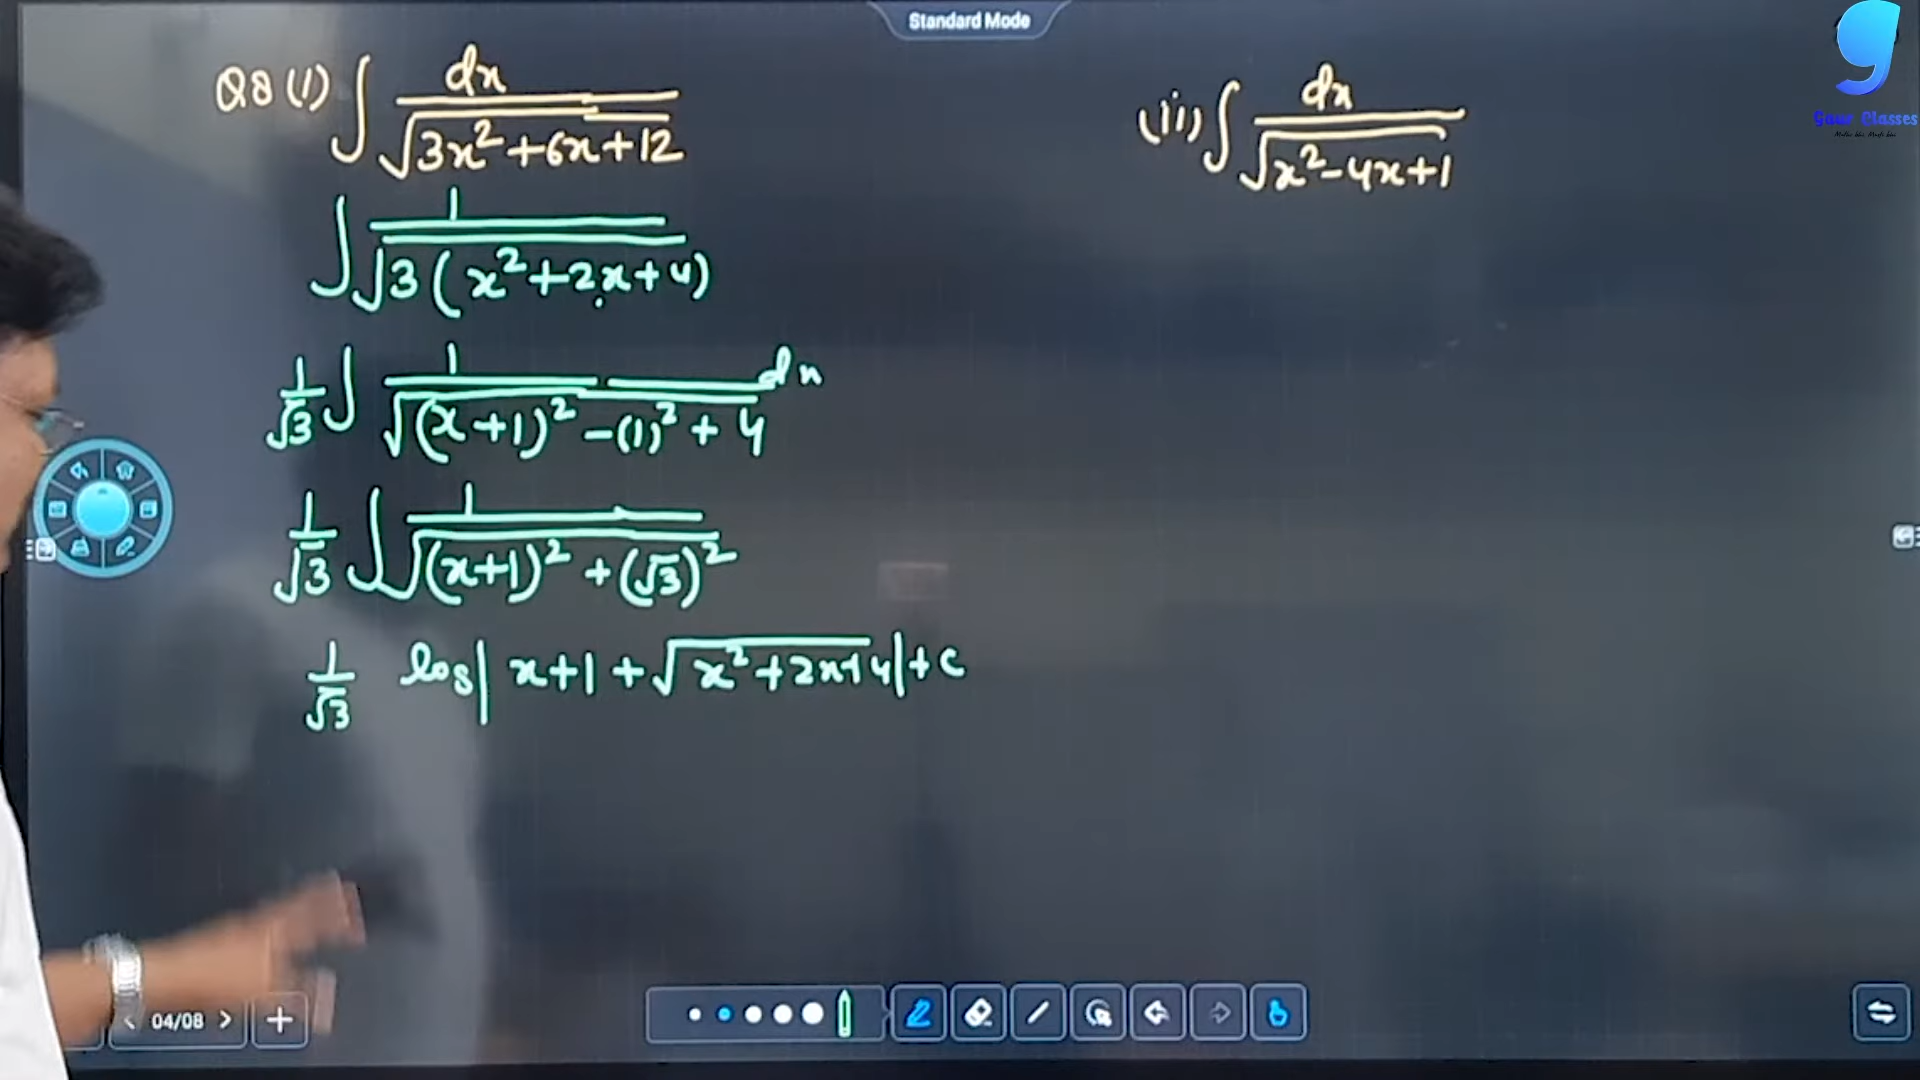 Standard Mode
Q8 (i) ∫ dx / √(3x²+6x+12)
∫ 1 / √3(x²+2x+4)
1/√3 ∫ 1 / √((x+1)² - (1)² + 4) dx
1/√3 ∫ 1 / √((x+1)² + (√3)²)
1/√3 log| x+1 + √(x²+2x+4) | + c
(ii) ∫ dx / √(x²-4x+1)
Gaur Classes
04/08